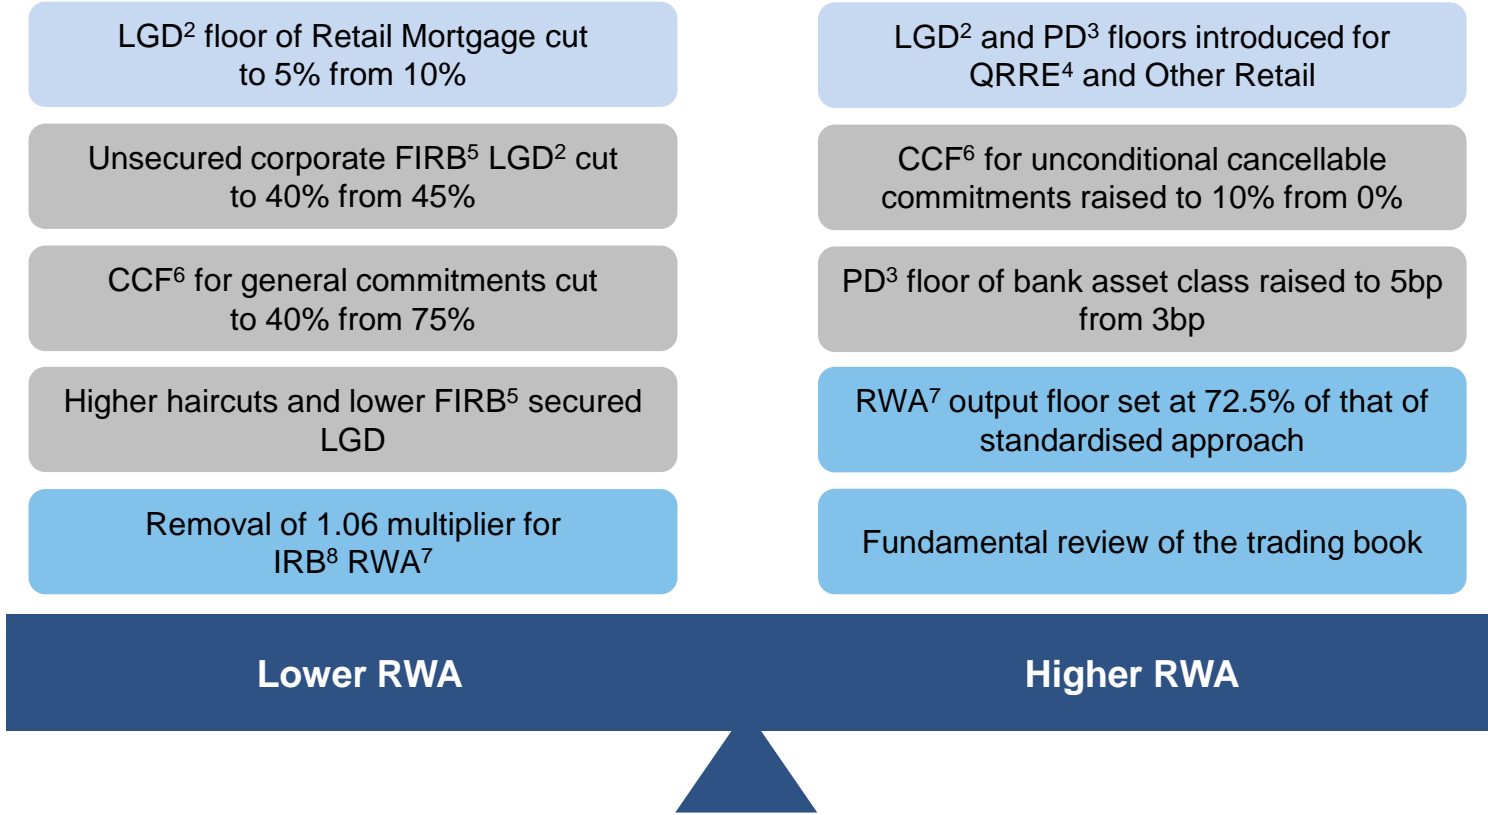 LGD² floor of Retail Mortgage cut
to 5% from 10%
Unsecured corporate FIRB⁵ LGD² cut
to 40% from 45%
CCF⁶ for general commitments cut
to 40% from 75%
Higher haircuts and lower FIRB⁵ secured
LGD
Removal of 1.06 multiplier for
IRB⁸ RWA⁷
LGD² and PD³ floors introduced for
QRRE⁴ and Other Retail
CCF⁶ for unconditional cancellable
commitments raised to 10% from 0%
PD³ floor of bank asset class raised to 5bp
from 3bp
RWA⁷ output floor set at 72.5% of that of
standardised approach
Fundamental review of the trading book
Lower RWA
Higher RWA